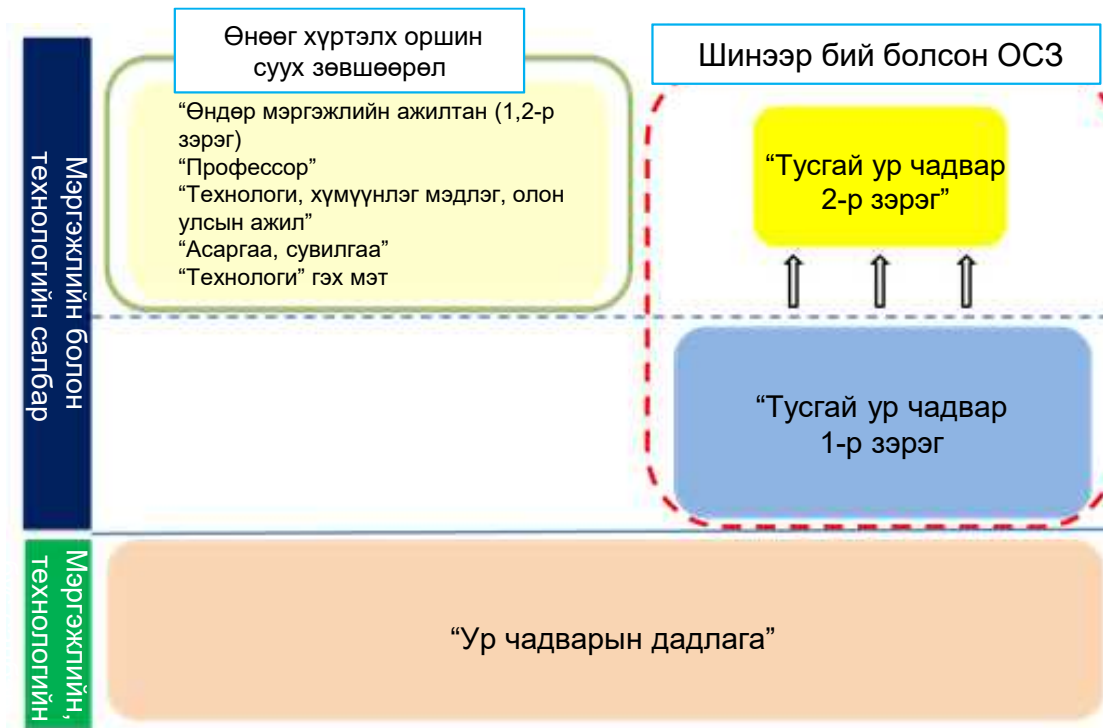 Өнөөг хүртэлх оршин
суух зөвшөөрөл
Шинээр бий болсон ОСЗ
Мэргэжлийн болон
технологийн салбар
“Өндөр мэргэжлийн ажилтан (1,2-р
зэрэг)
“Профессор”
“Технологи, хүмүүнлэг мэдлэг, олон
улсын ажил”
“Асаргаа, сувилгаа”
“Технологи” гэх мэт
“Тусгай ур чадвар
2-р зэрэг”
“Тусгай ур чадвар
1-р зэрэг
Мэргэжлийн,
технологийн
“Ур чадварын дадлага”